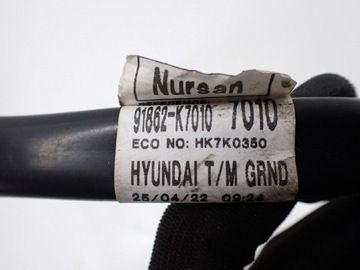 Nursan
91862-K7010 7010
ECO NO: HK7K0350
HYUNDAI T/M GRND
25/04/22 09:24